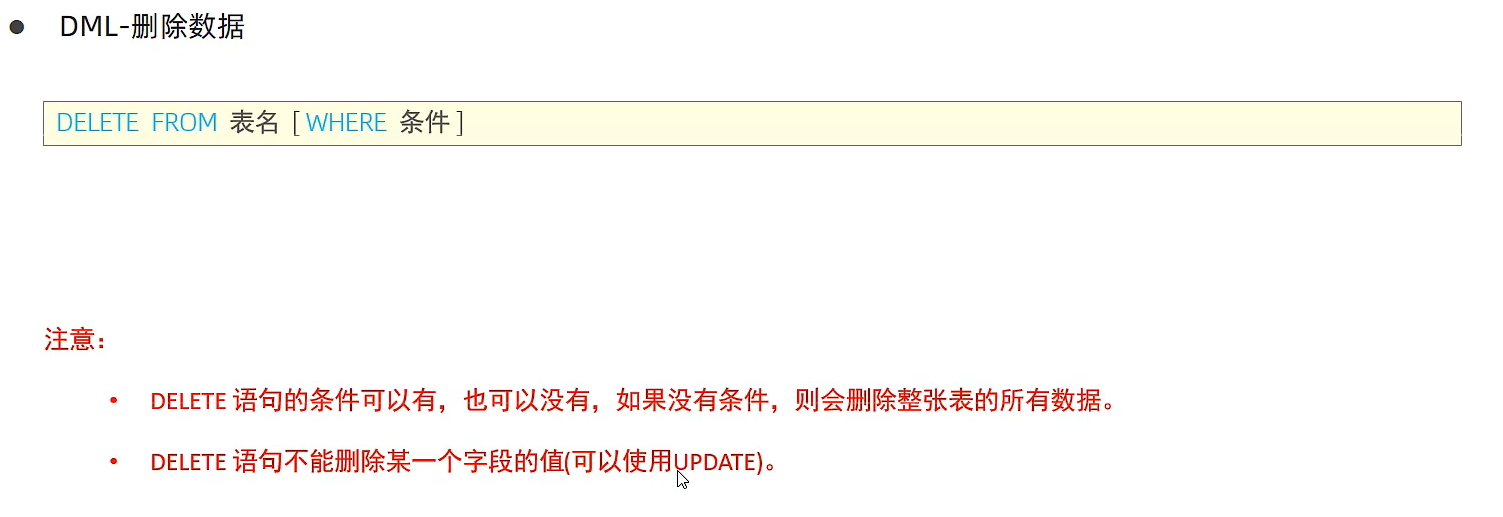 ● DML-删除数据
DELETE FROM 表名 [ WHERE 条件 ]
注意：
• DELETE 语句的条件可以有，也可以没有，如果没有条件，则会删除整张表的所有数据。
• DELETE 语句不能删除某一个字段的值(可以使用UPDATE)。